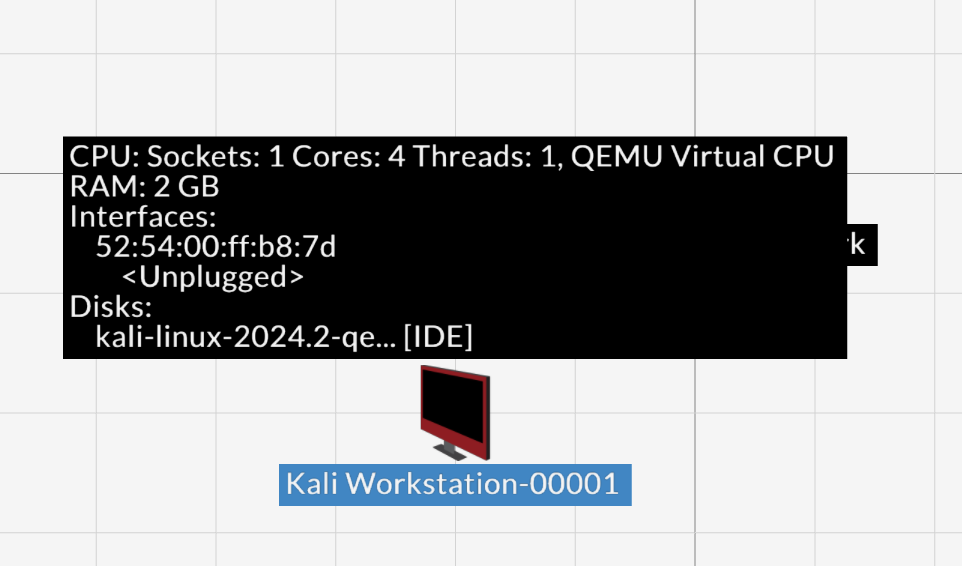 CPU: Sockets: 1 Cores: 4 Threads: 1, QEMU Virtual CPU
RAM: 2 GB
Interfaces:
52:54:00:ff:b8:7d
<Unplugged>
Disks:
kali-linux-2024.2-qe... [IDE]
Kali Workstation-00001